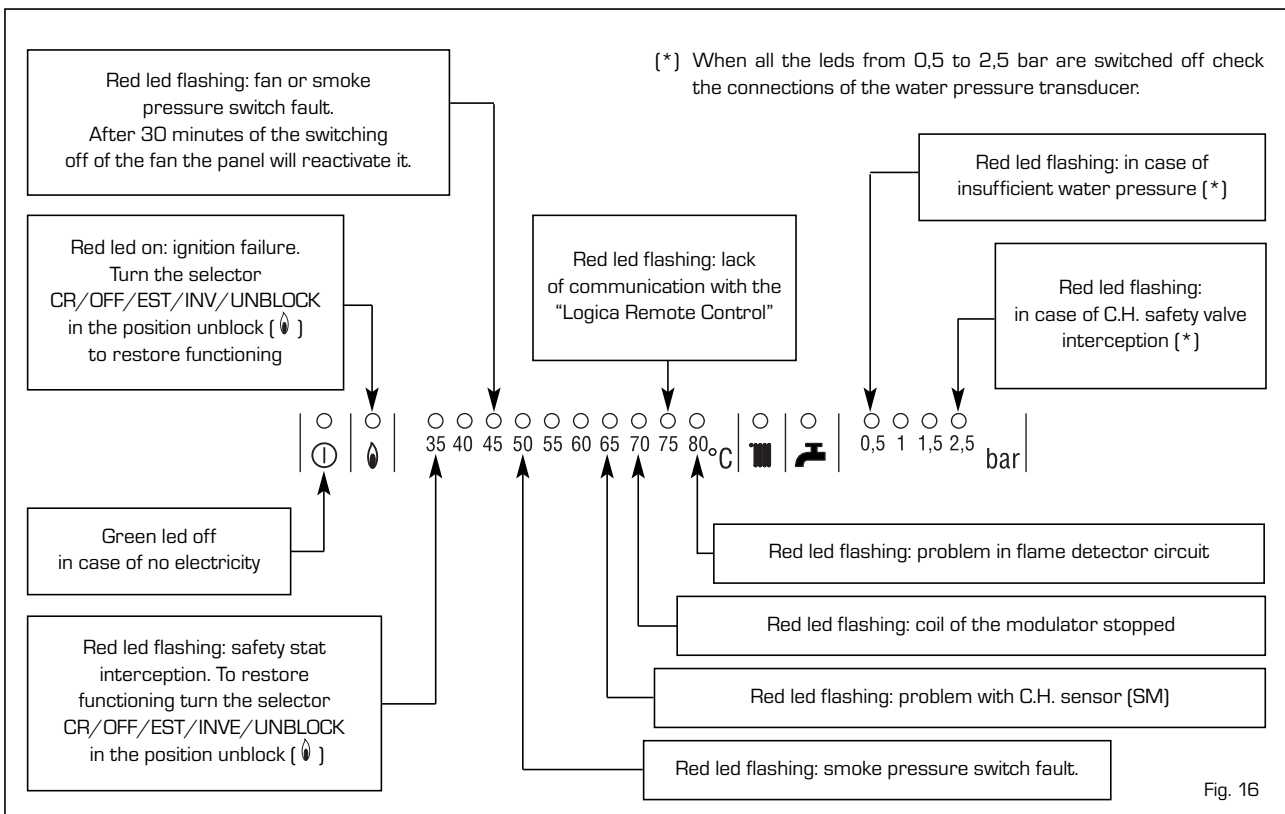 Red led flashing: fan or smoke
pressure switch fault.
After 30 minutes of the switching
off of the fan the panel will reactivate it.
(*) When all the leds from 0,5 to 2,5 bar are switched off check
the connections of the water pressure transducer.
Red led flashing: in case of
insufficient water pressure (*)
Red led on: ignition failure.
Turn the selector
CR/OFF/EST/INV/UNBLOCK
in the position unblock ( )
to restore functioning
Red led flashing: lack
of communication with the
“Logica Remote Control”
Red led flashing:
in case of C.H. safety valve
interception (*)
35 40 45 50 55 60 65 70 75 80 °C 0,5 1 1,5 2,5 bar
Green led off
in case of no electricity
Red led flashing: problem in flame detector circuit
Red led flashing: coil of the modulator stopped
Red led flashing: safety stat
interception. To restore
functioning turn the selector
CR/OFF/EST/INVE/UNBLOCK
in the position unblock ( )
Red led flashing: problem with C.H. sensor (SM)
Red led flashing: smoke pressure switch fault.
Fig. 16